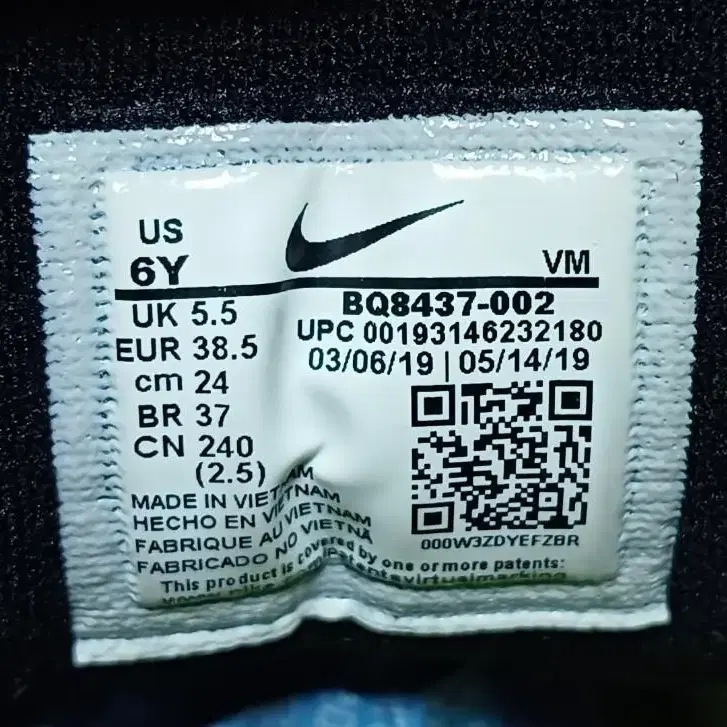 US
6Y
VM
UK 5.5
EUR 38.5
cm 24
BR 37
CN 240
(2.5)
BQ8437-002
UPC 00193146232180
03/06/19 | 05/14/19
000W3ZDYEFZBR
MADE IN VIETNAM
HECHO EN VIETNAM
FABRIQUE AU VIETNAM
FABRICADO NO VIETNÃ
This product is covered by one or more patents: